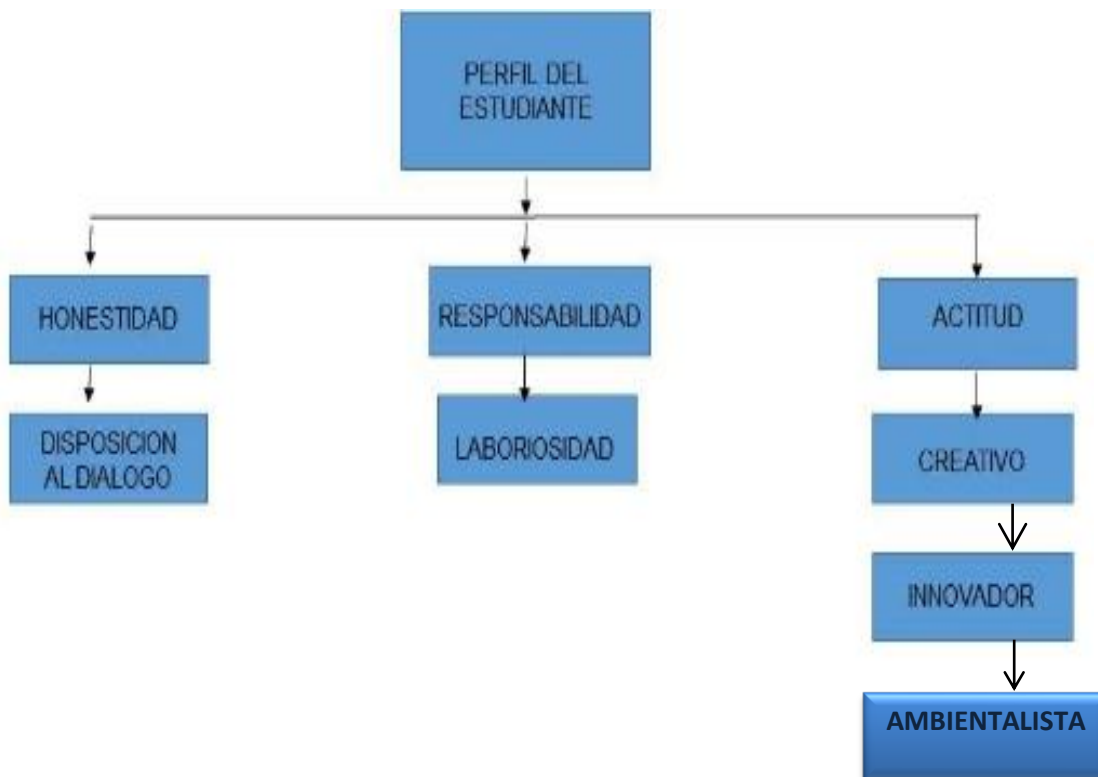 PERFIL DEL
ESTUDIANTE
HONESTIDAD
RESPONSABILIDAD
ACTITUD
DISPOSICION
AL DIALOGO
LABORIOSIDAD
CREATIVO
INNOVADOR
AMBIENTALISTA